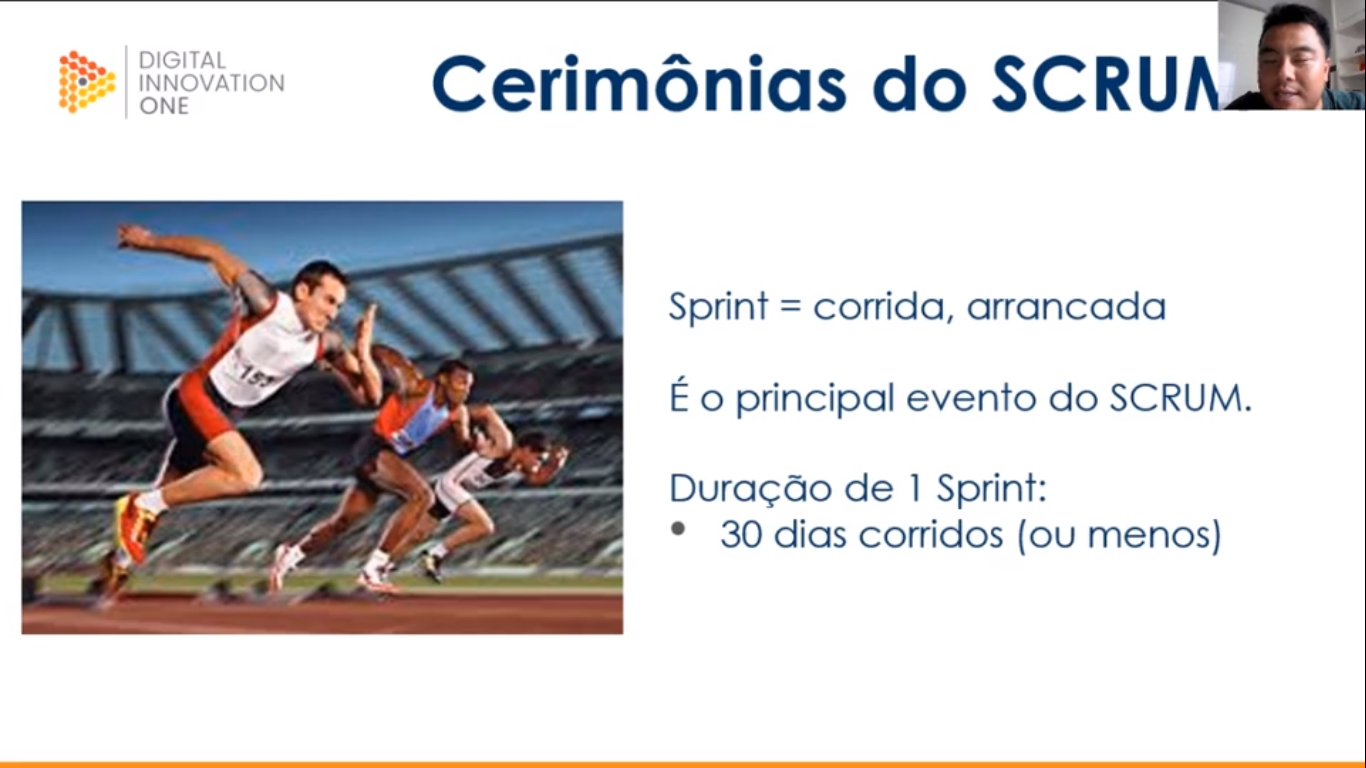 DIGITAL
INNOVATION
ONE
Cerimônias do SCRUM
Sprint = corrida, arrancada
É o principal evento do SCRUM.
Duração de 1 Sprint:
• 30 dias corridos (ou menos)